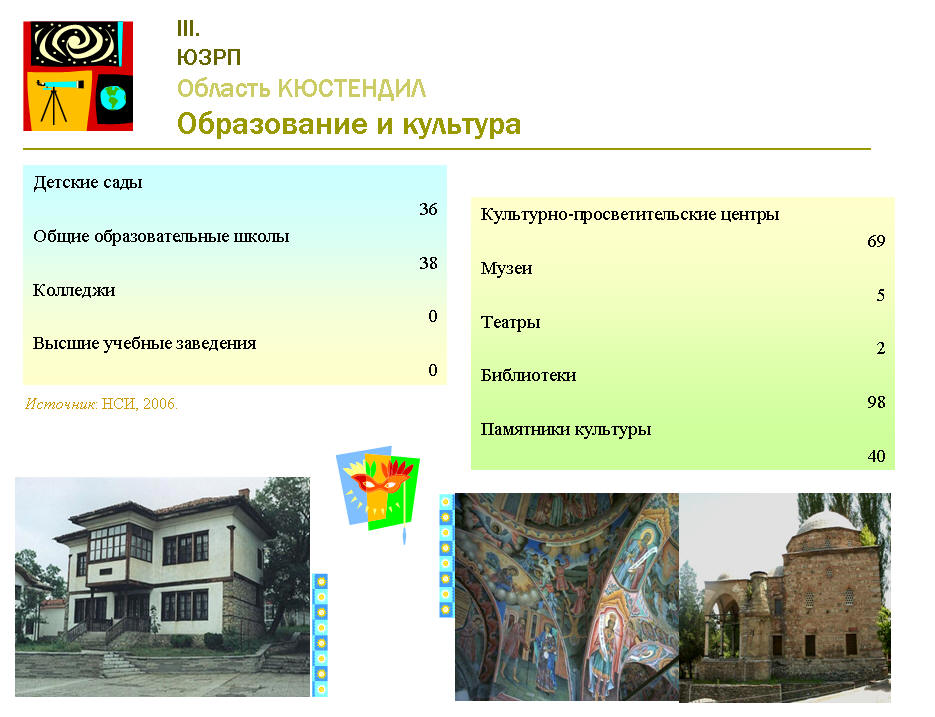 III.
ЮЗРП
Область КЮСТЕНДИЛ
Образование и культура
Детские сады
36
Общие образовательные школы
38
Колледжи
0
Высшие учебные заведения
0
Источник: НСИ, 2006.
Культурно-просветительские центры
69
Музеи
5
Театры
2
Библиотеки
98
Памятники культуры
40